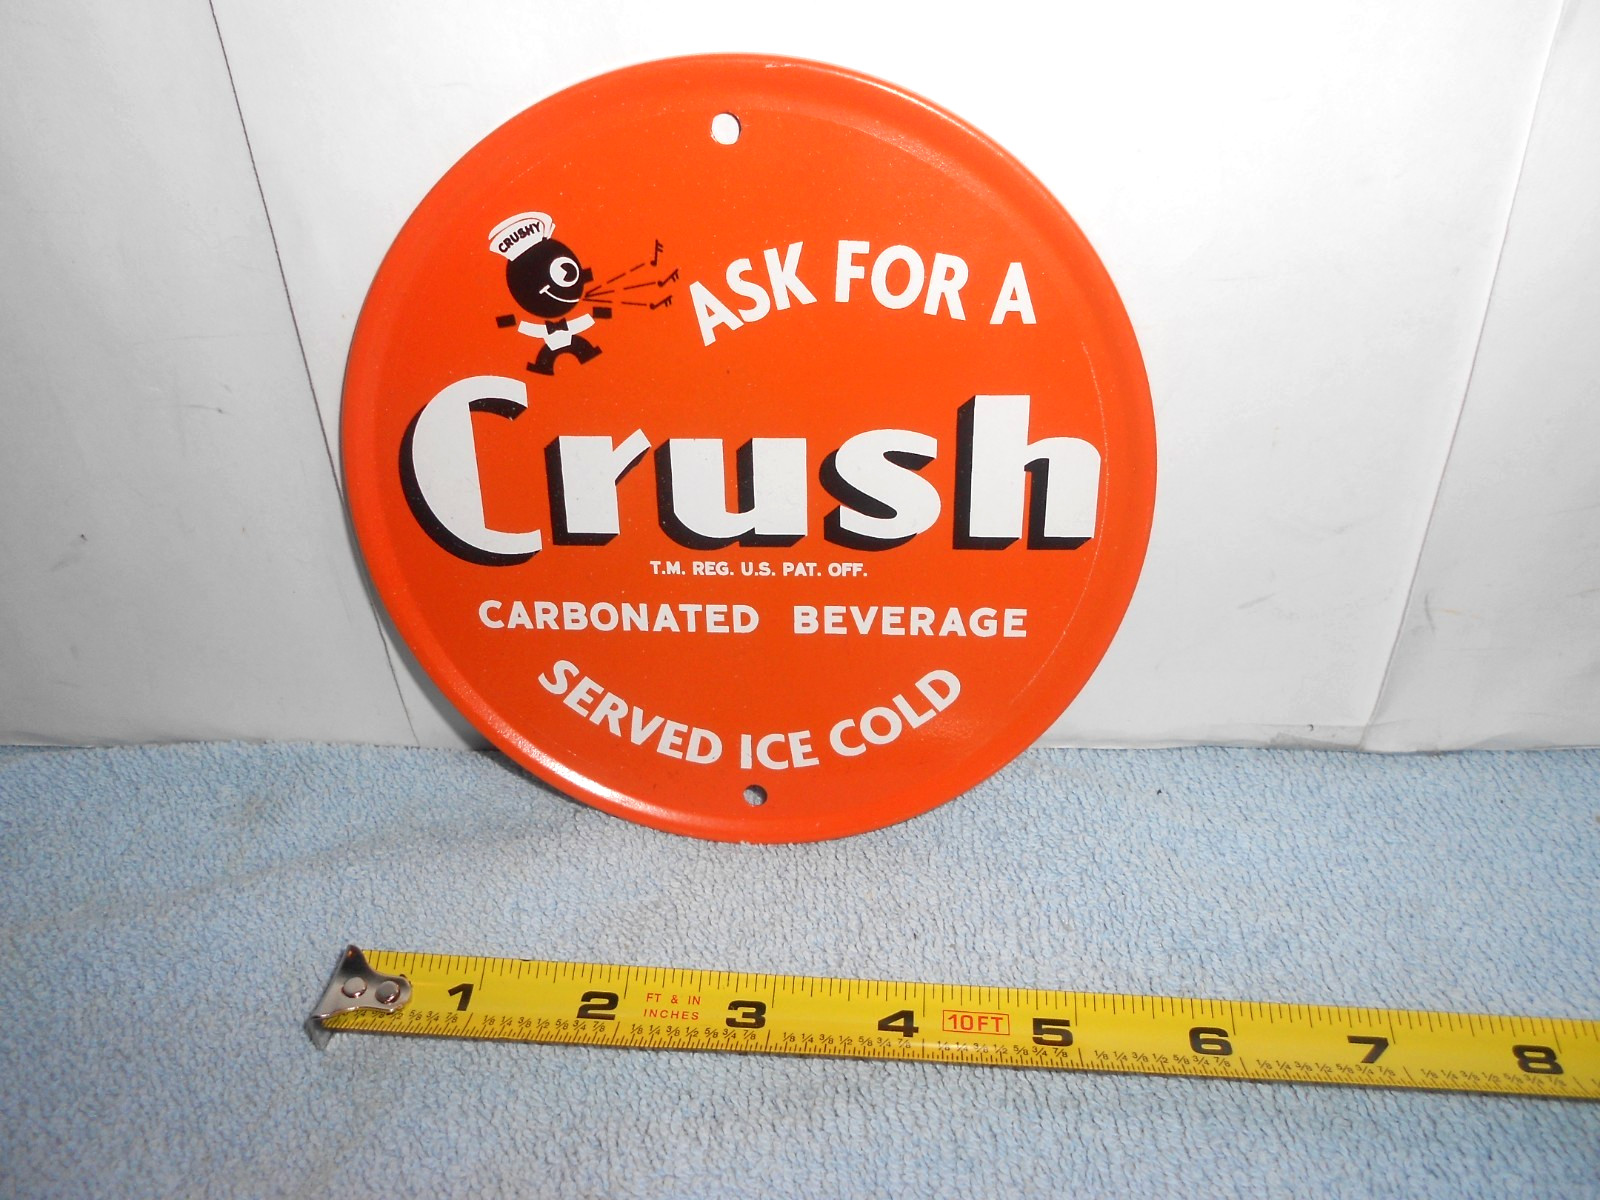 CRUSHY
ASK FOR A
Crush
T.M. REG. U.S. PAT. OFF.
CARBONATED BEVERAGE
SERVED ICE COLD
1 2 FT & IN INCHES 3 4 10FT 5 6 7 8